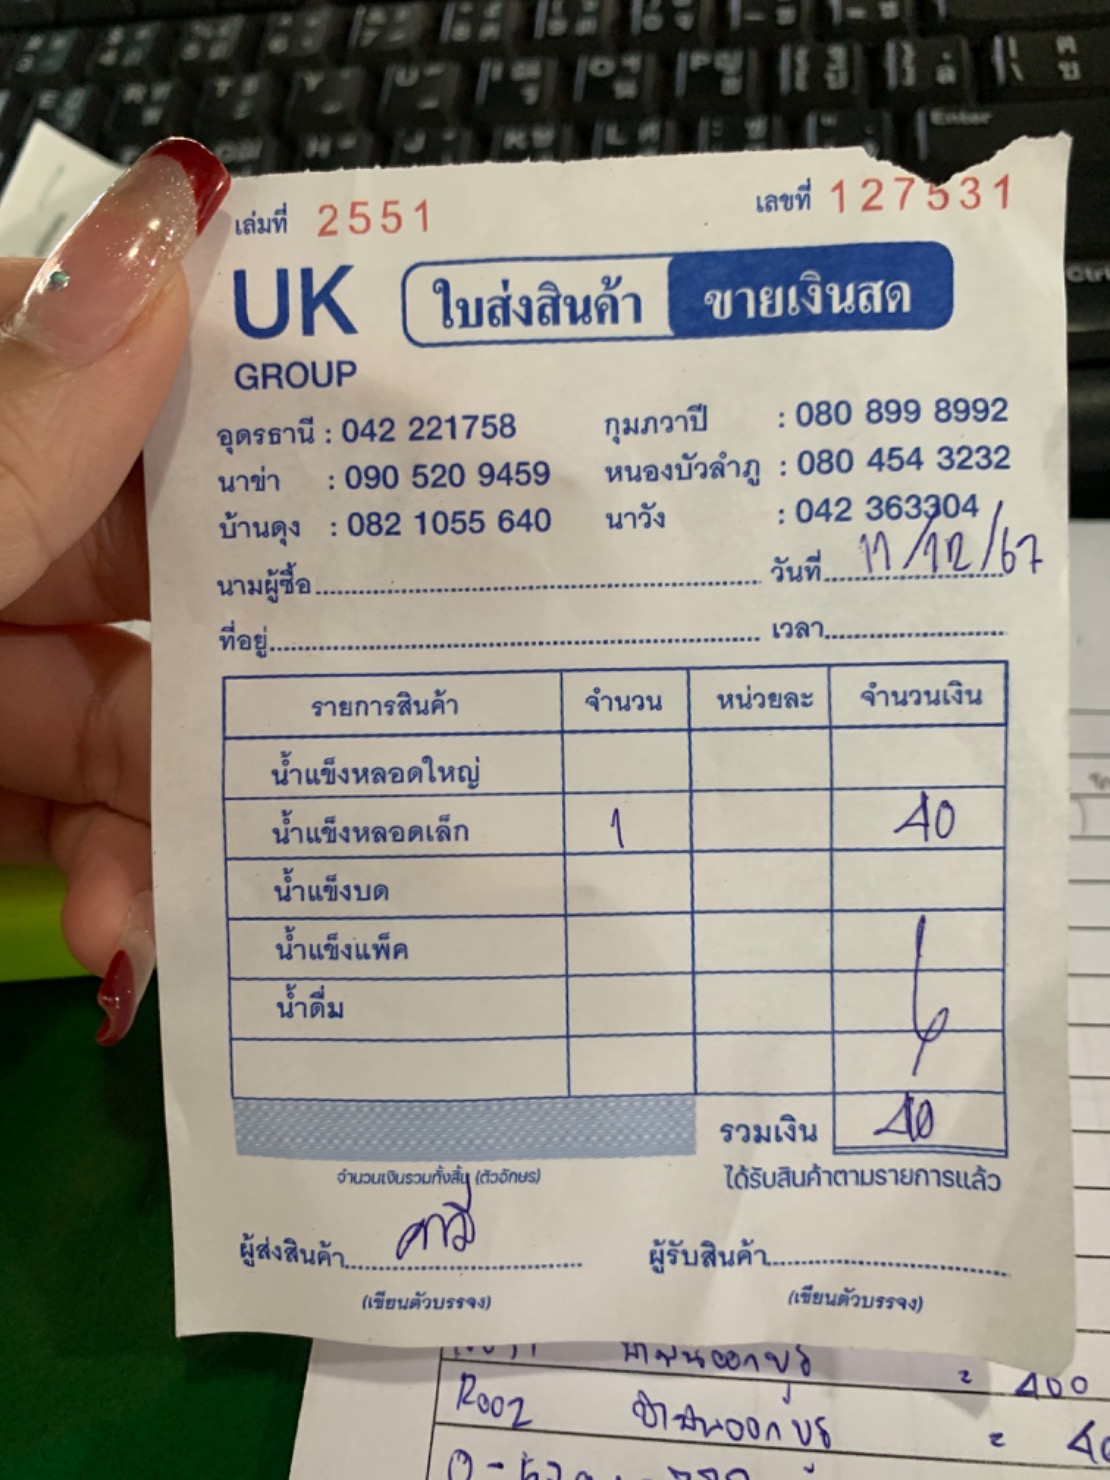 เล่มที่ 2551 เลขที่ 127531
UK ใบส่งสินค้า ขายเงินสด
GROUP
อุดรธานี : 042 221758 กุมภวาปี : 080 899 8992
นาข่า : 090 520 9459 หนองบัวลำภู : 080 454 3232
บ้านดุง : 082 1055 640 นาวัง : 042 363304
นามผู้ซื้อ วันที่ 11/12/67
ที่อยู่ เวลา
รายการสินค้า จำนวน หน่วยละ จำนวนเงิน
น้ำแข็งหลอดใหญ่
น้ำแข็งหลอดเล็ก 1 40
น้ำแข็งบด
น้ำแข็งแพ็ค
น้ำดื่ม
รวมเงิน 40
จำนวนเงินรวมทั้งสิ้น (ตัวอักษร) ได้รับสินค้าตามรายการแล้ว
ผู้ส่งสินค้า ผู้รับสินค้า
(เขียนตัวบรรจง) (เขียนตัวบรรจง)
= 400
R002 =